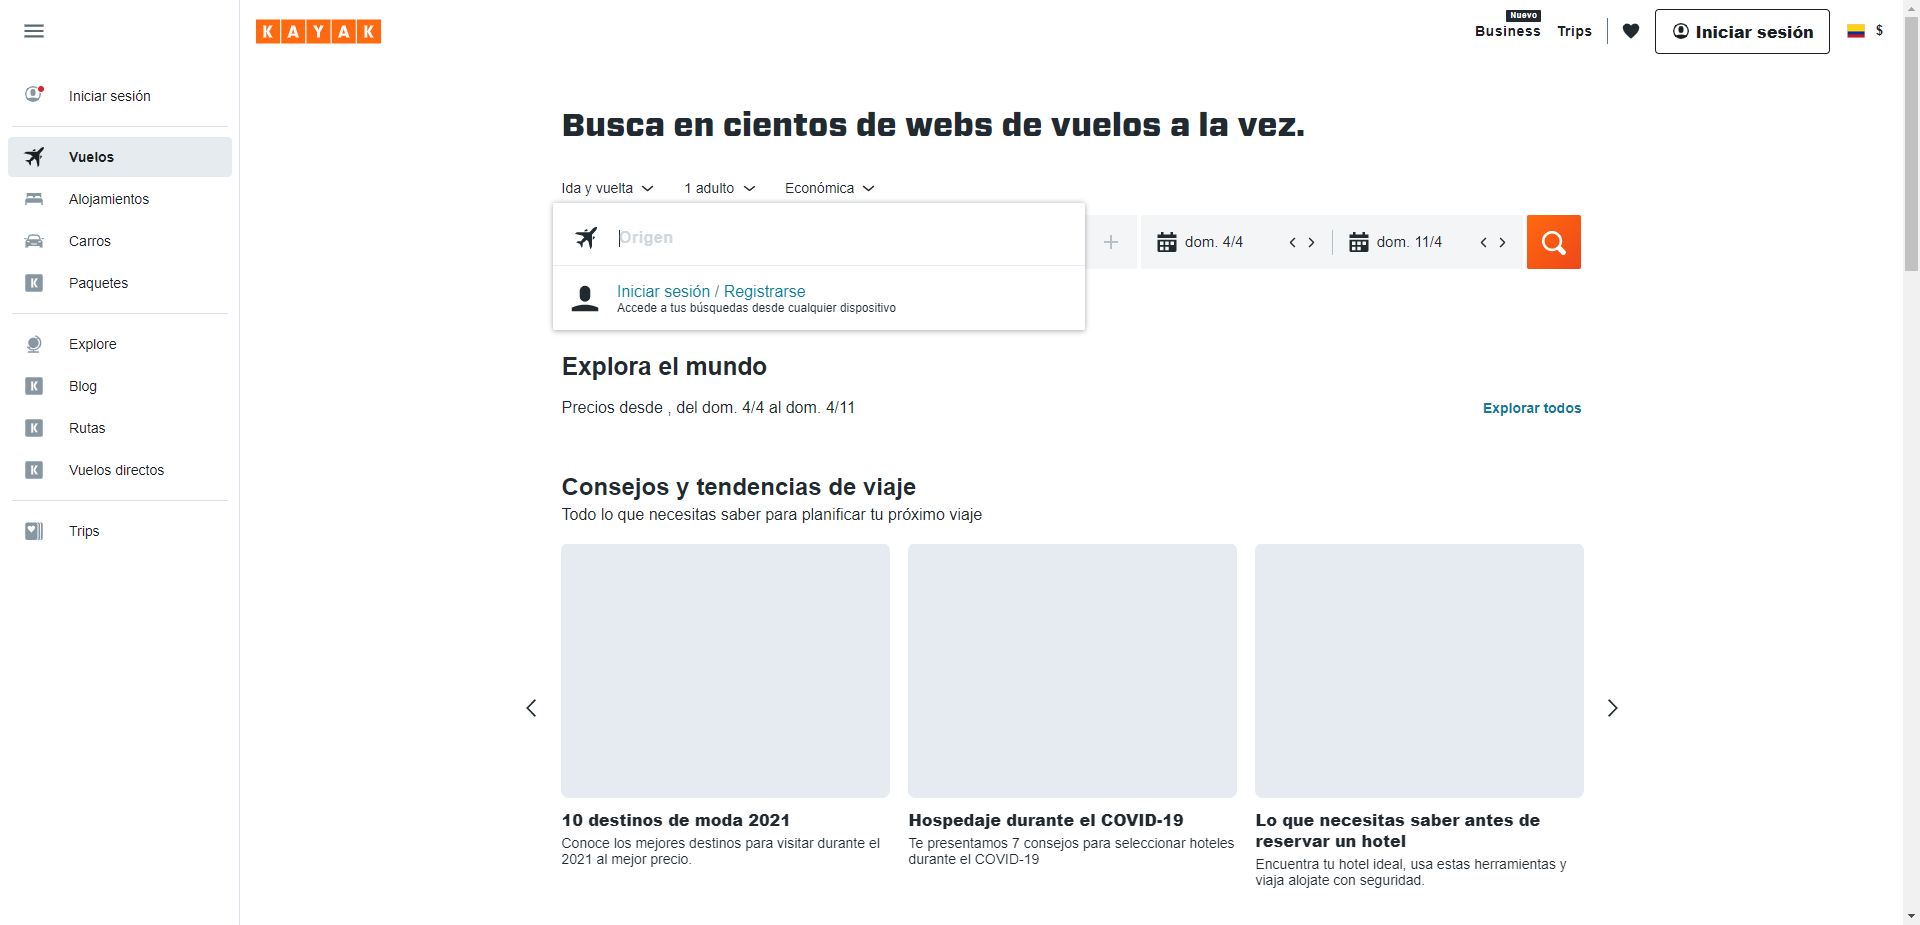 KAYAK
Nuevo
Business
Trips
Iniciar sesión
$
Iniciar sesión
Vuelos
Alojamientos
Carros
K
Paquetes
Explore
K
Blog
K
Rutas
K
Vuelos directos
Trips
Busca en cientos de webs de vuelos a la vez.
Ida y vuelta
1 adulto
Económica
Origen
dom. 4/4
dom. 11/4
Iniciar sesión / Registrarse
Accede a tus búsquedas desde cualquier dispositivo
Explora el mundo
Precios desde , del dom. 4/4 al dom. 4/11
Explorar todos
Consejos y tendencias de viaje
Todo lo que necesitas saber para planificar tu próximo viaje
10 destinos de moda 2021
Conoce los mejores destinos para visitar durante el
2021 al mejor precio.
Hospedaje durante el COVID-19
Te presentamos 7 consejos para seleccionar hoteles
durante el COVID-19
Lo que necesitas saber antes de
reservar un hotel
Encuentra tu hotel ideal, usa estas herramientas y
viaja alojate con seguridad.